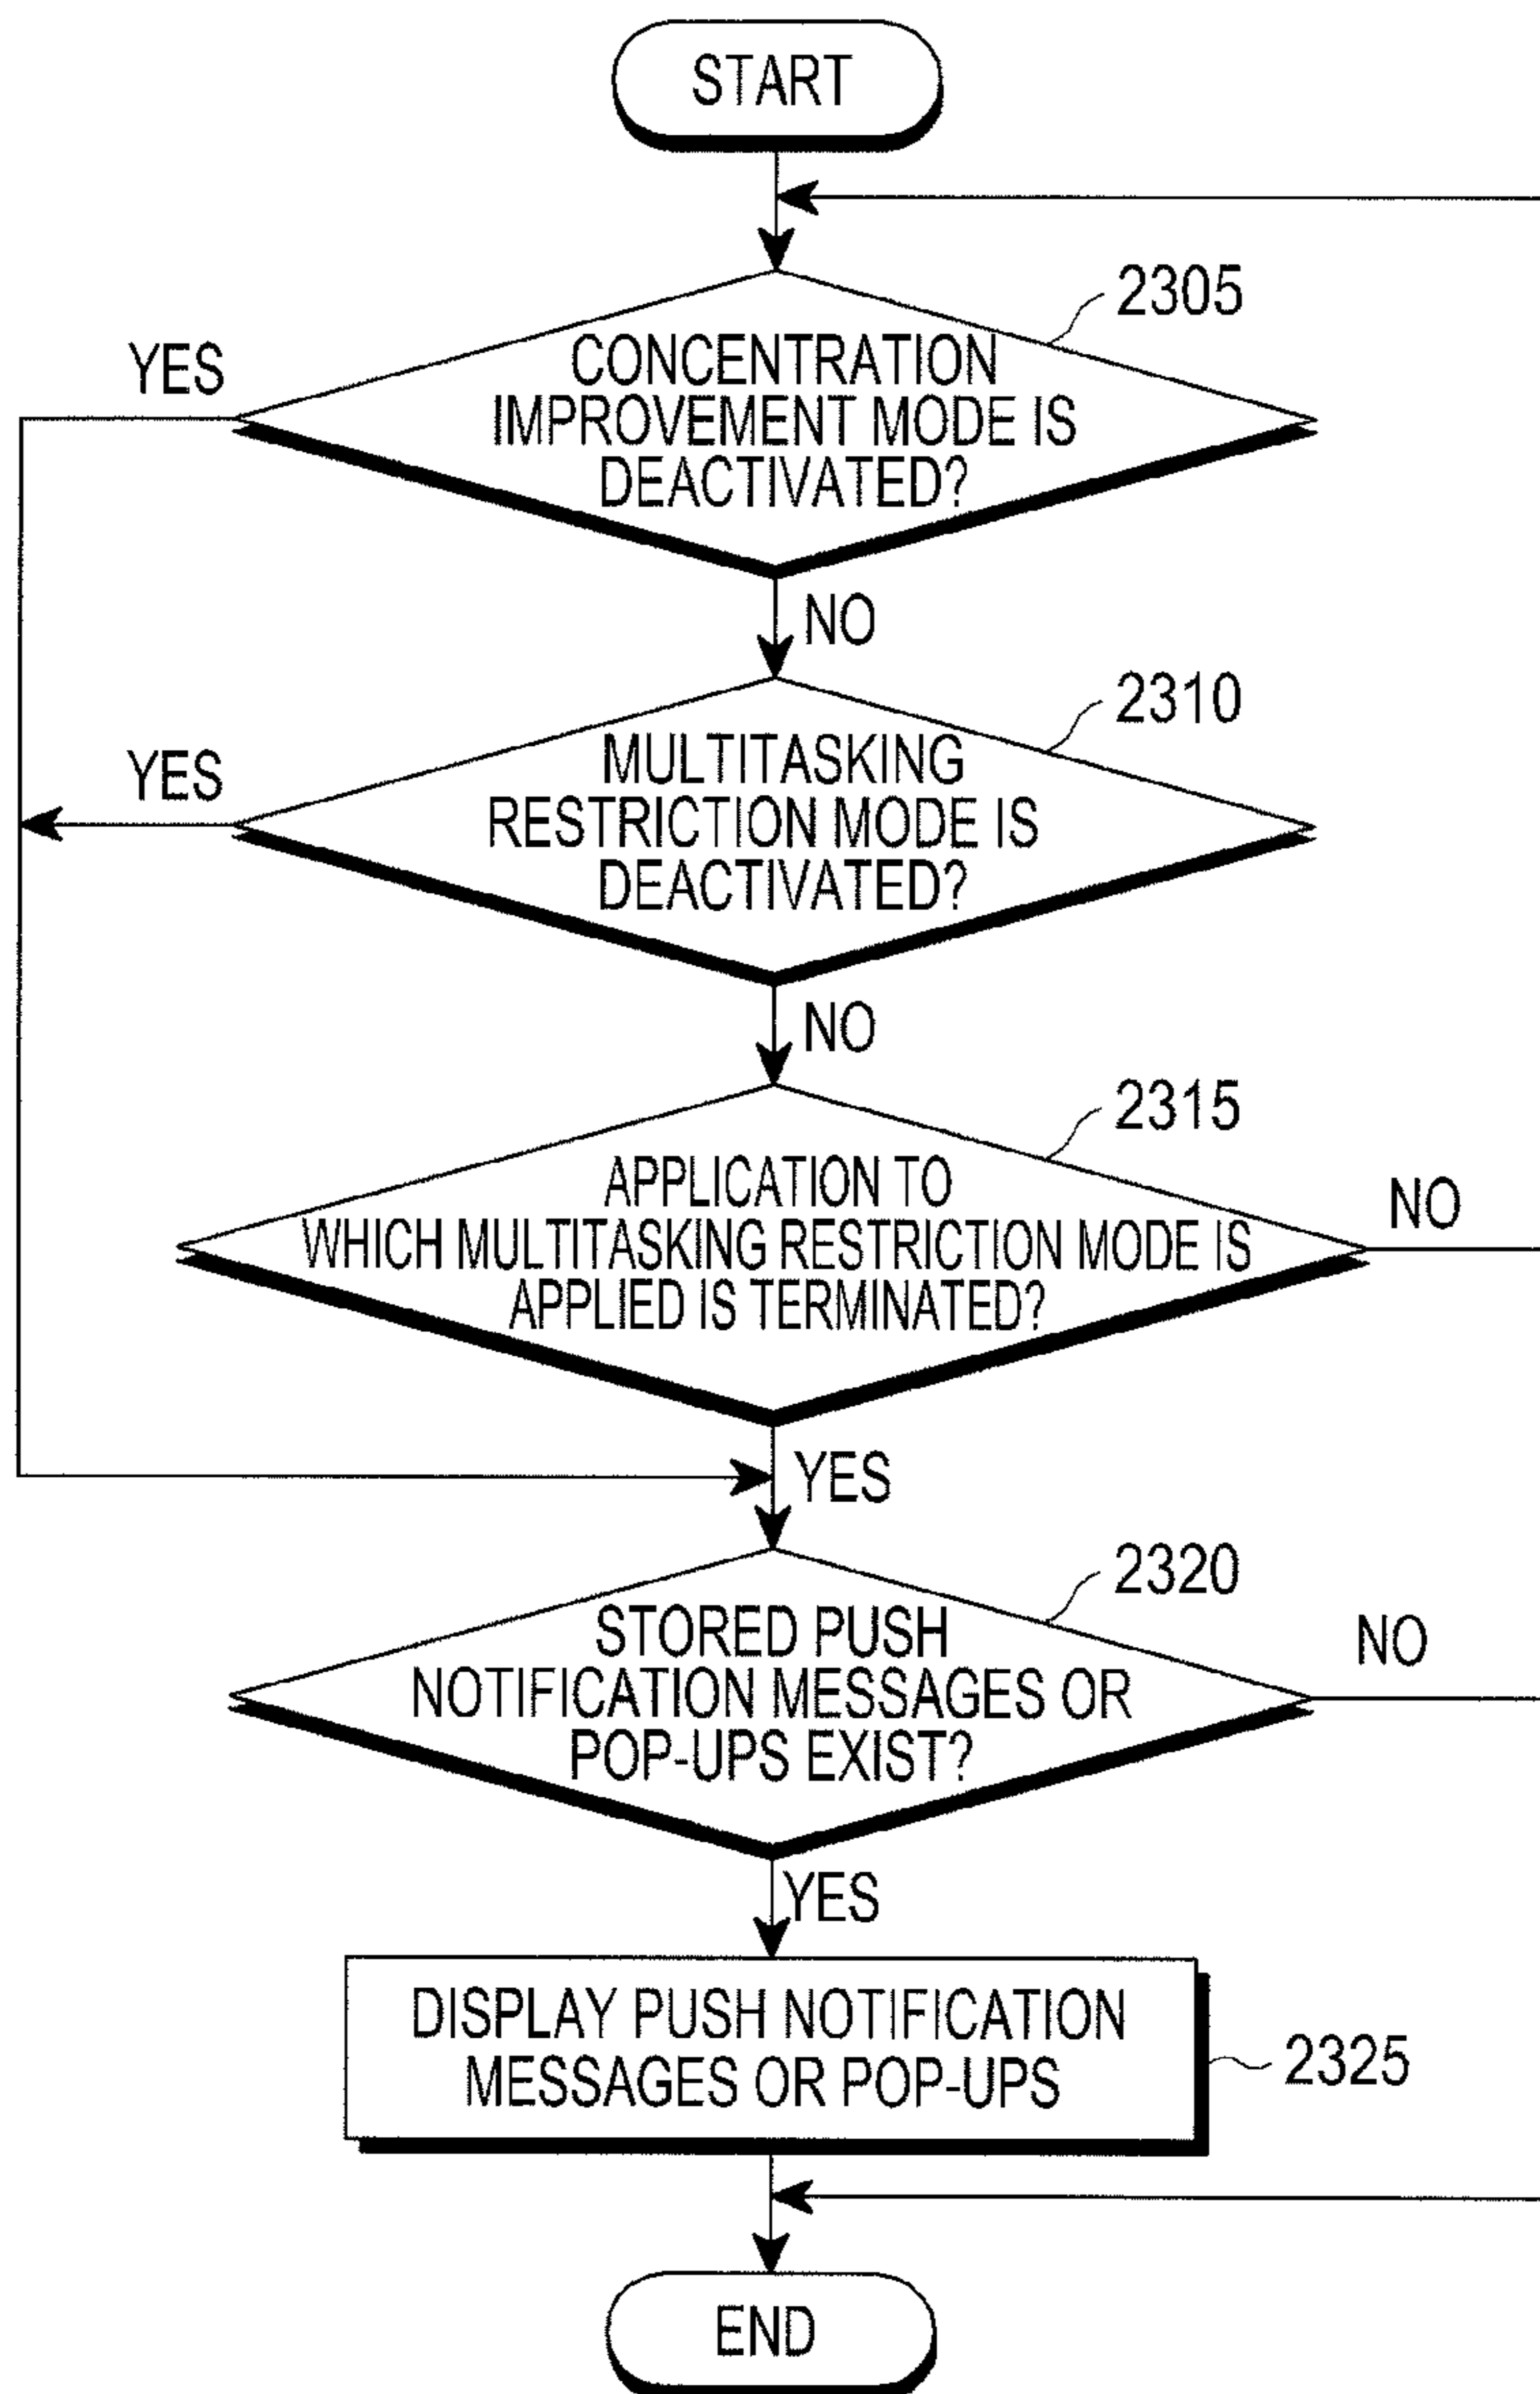 START
2305
YES
CONCENTRATION
IMPROVEMENT MODE IS
DEACTIVATED?
NO
2310
YES
MULTITASKING
RESTRICTION MODE IS
DEACTIVATED?
NO
2315
APPLICATION TO
WHICH MULTITASKING RESTRICTION MODE IS
APPLIED IS TERMINATED?
NO
YES
2320
STORED PUSH
NOTIFICATION MESSAGES OR
POP-UPS EXIST?
NO
YES
DISPLAY PUSH NOTIFICATION
MESSAGES OR POP-UPS
2325
END